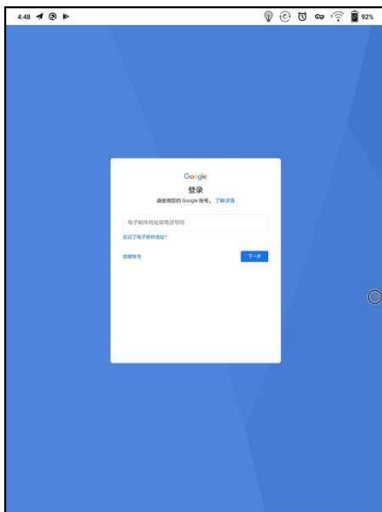 4:48 92%
Google
登录
请使用您的 Google 帐号。 了解详情
电子邮件地址或电话号码
忘记了电子邮件地址?
创建帐号 下一步